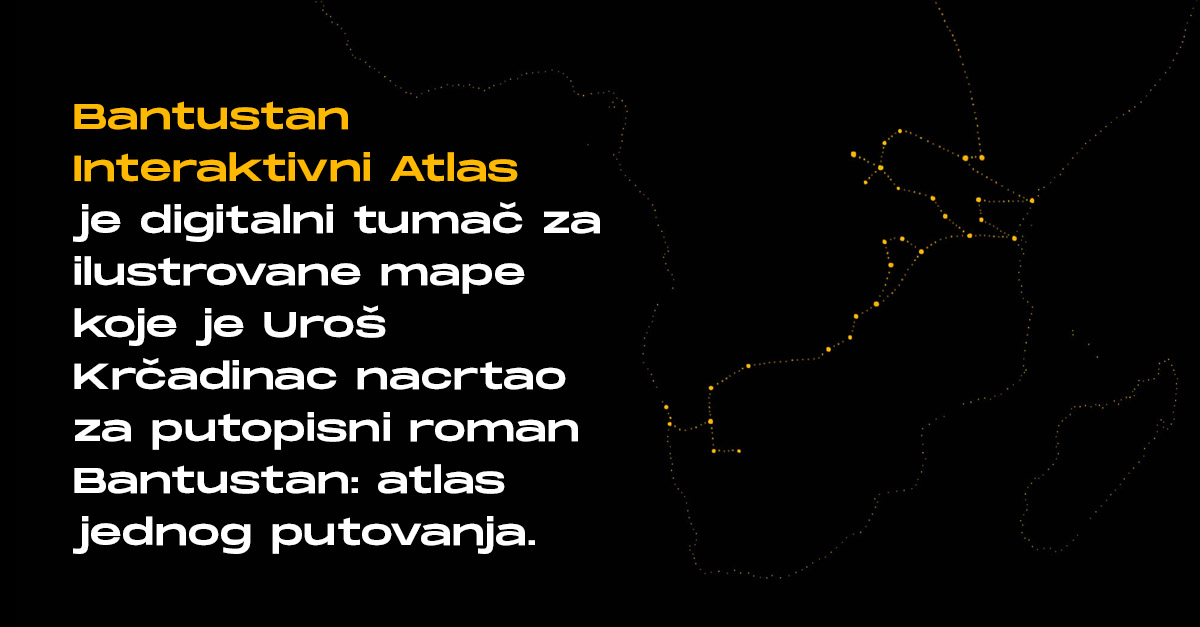 Bantustan
Interaktivni Atlas
je digitalni tumač za
ilustrovane mape
koje je Uroš
Krčadinac nacrtao
za putopisni roman
Bantustan: atlas
jednog putovanja.